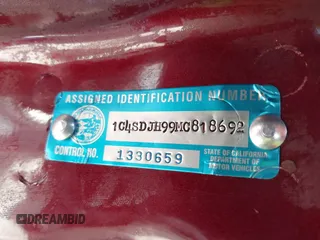 ASSIGNED IDENTIFICATION NUMBER
1C4SDJH99MC818692
CONTROL NO. 1330659
STATE OF CALIFORNIA
DEPARTMENT OF
MOTOR VEHICLES
DREAMBID